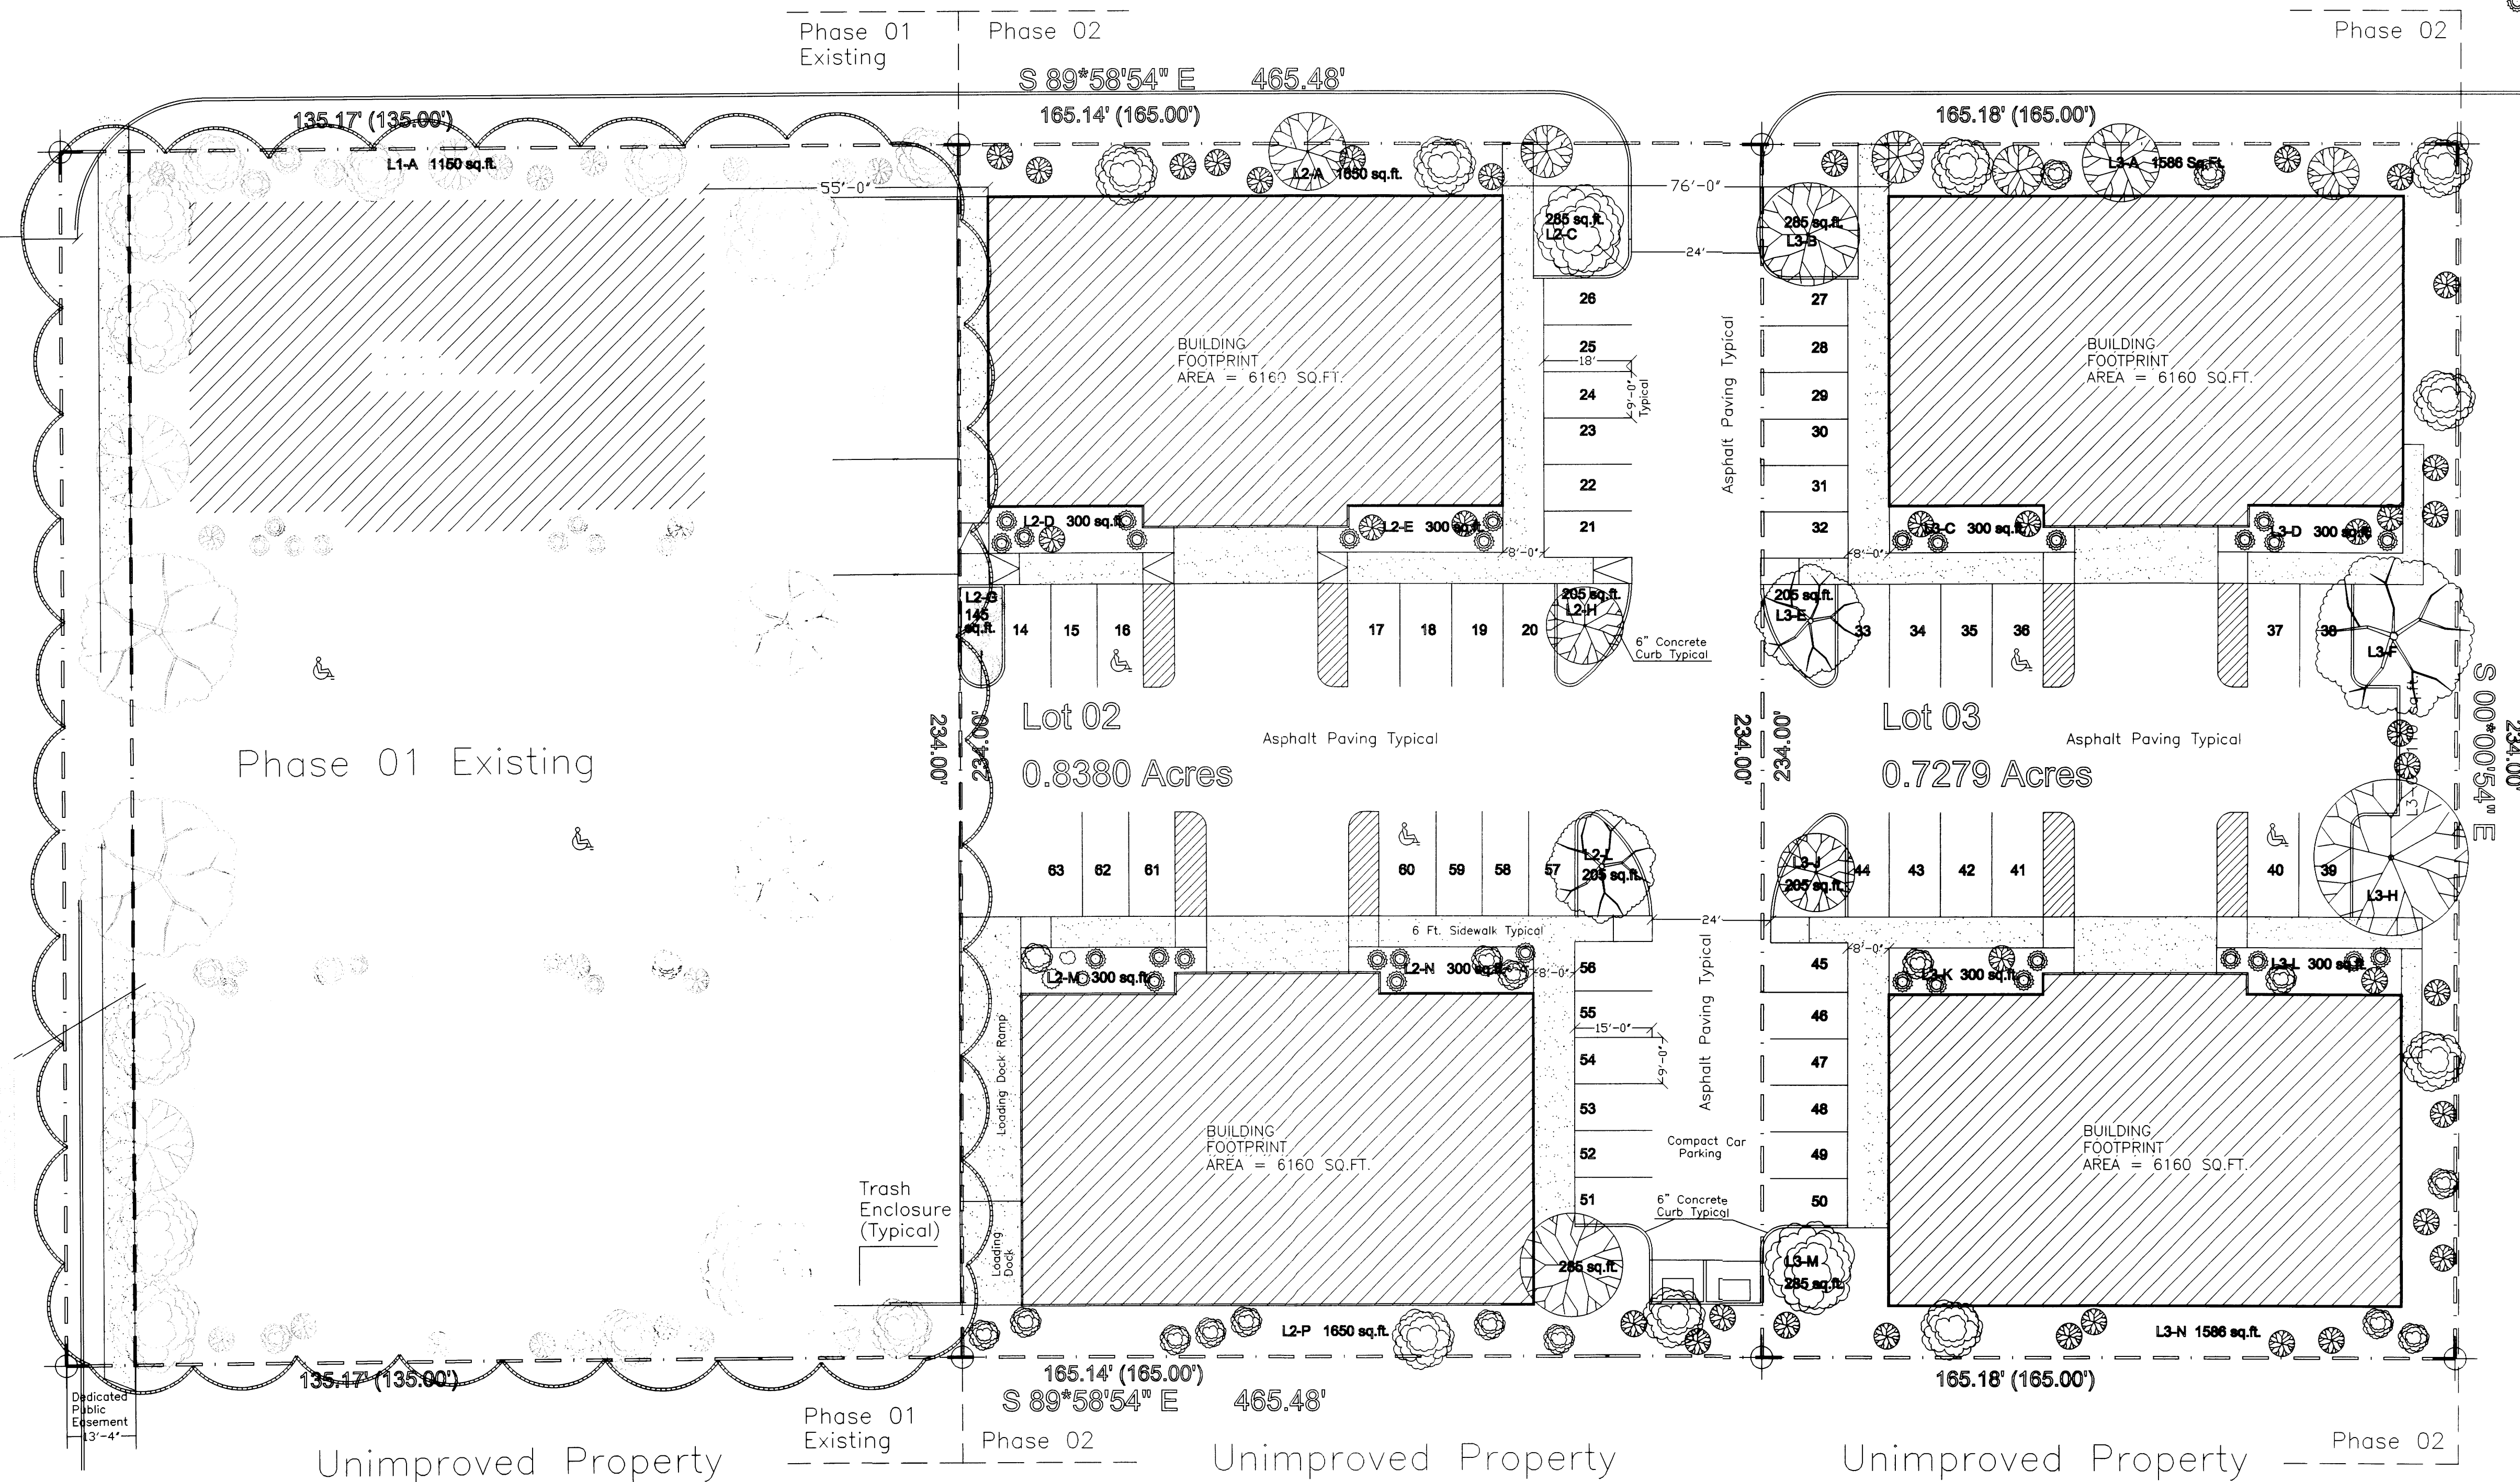 Phase 01
Existing
Phase 02
Phase 02
S 89*58'54" E 465.48'
135.17' (135.00')
165.14' (165.00')
165.18' (165.00')
L1-A 1150 sq.ft.
L2-A 1650 sq.ft.
L3-A 1586 Sq.Ft.
55'-0"
76'-0"
285 sq.ft.
L2-C
285 sq.ft.
L3-B
24'
26
27
25
28
18'
24
29
9'-0"
Typical
23
30
22
31
21
32
Asphalt Paving Typical
BUILDING
FOOTPRINT
AREA = 6160 SQ.FT.
BUILDING
FOOTPRINT
AREA = 6160 SQ.FT.
L2-D 300 sq.ft.
L2-E 300 sq.ft.
L3-C 300 sq.ft.
L3-D 300 sq.ft.
8'-0"
8'-0"
L2-G
145
sq.ft.
14
15
16
17
18
19
20
205 sq.ft.
L2-H
6" Concrete
Curb Typical
205 sq.ft.
L3-E
33
34
35
36
37
38
L3-F
Phase 01 Existing
234.00'
234.00'
Lot 02
0.8380 Acres
Asphalt Paving Typical
234.00'
234.00'
Lot 03
0.7279 Acres
Asphalt Paving Typical
S 00*00'54" E
234.00'
63
62
61
60
59
58
57
L2-L
205 sq.ft.
L3-J
205 sq.ft.
44
43
42
41
40
39
L3-H
6 Ft. Sidewalk Typical
24'
8'-0"
8'-0"
L2-M 300 sq.ft.
L2-N 300 sq.ft.
L3-K 300 sq.ft.
L3-L 300 sq.ft.
56
45
55
46
15'-0"
54
47
9'-0"
53
48
52
49
51
50
Asphalt Paving Typical
Compact Car
Parking
6" Concrete
Curb Typical
Loading Dock Ramp
Loading
Dock
BUILDING
FOOTPRINT
AREA = 6160 SQ.FT.
BUILDING
FOOTPRINT
AREA = 6160 SQ.FT.
Trash
Enclosure
(Typical)
285 sq.ft.
L3-M
285 sq.ft.
L2-P 1650 sq.ft.
L3-N 1586 sq.ft.
135.17' (135.00')
165.14' (165.00')
165.18' (165.00')
S 89*58'54" E 465.48'
Dedicated
Public
Easement
13'-4"
Phase 01
Existing
Phase 02
Phase 02
Unimproved Property
Unimproved Property
Unimproved Property